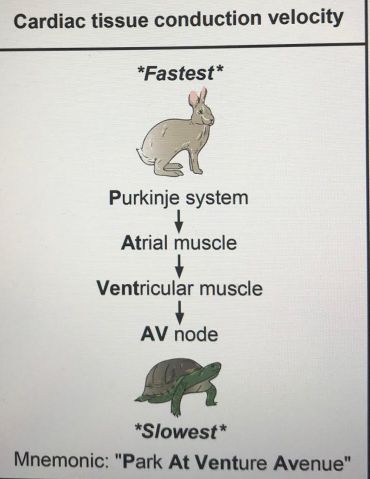 Cardiac tissue conduction velocity
*Fastest*
Purkinje system
Atrial muscle
Ventricular muscle
AV node
*Slowest*
Mnemonic: "Park At Venture Avenue"